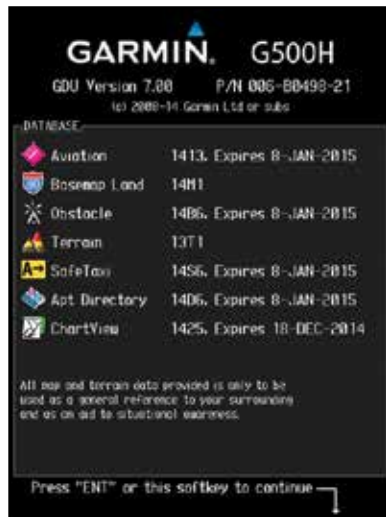 GARMIN. G500H
GDU Version 7.00 P/N 006-B0498-21
(c) 2008-14 Garmin Ltd or subs
DATABASE
Aviation 1413, Expires 8-JAN-2015
Basemap Land 14M1
Obstacle 14B6, Expires 8-JAN-2015
Terrain 13T1
A→ SafeTaxi 14S6, Expires 8-JAN-2015
Apt Directory 14D6, Expires 8-JAN-2015
ChartView 1425, Expires 18-DEC-2014
All map and terrain data provided is only to be
used as a general reference to your surrounding
and as an aid to situational awareness.
Press "ENT" or this softkey to continue